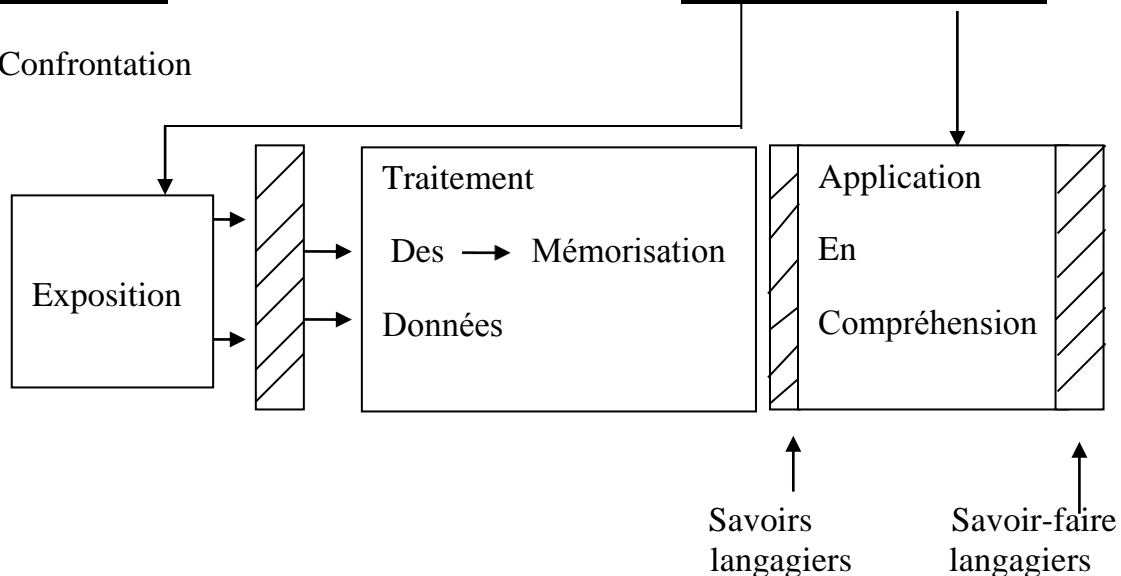 Confrontation
Exposition
Traitement
Des Mémorisation
Données
Application
En
Compréhension
Savoirs
langagiers
Savoir-faire
langagiers